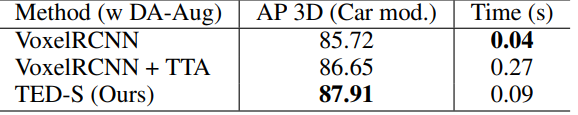 Method (w DA-Aug) AP 3D (Car mod.) Time (s)
VoxelRCNN 85.72 0.04
VoxelRCNN + TTA 86.65 0.27
TED-S (Ours) 87.91 0.09